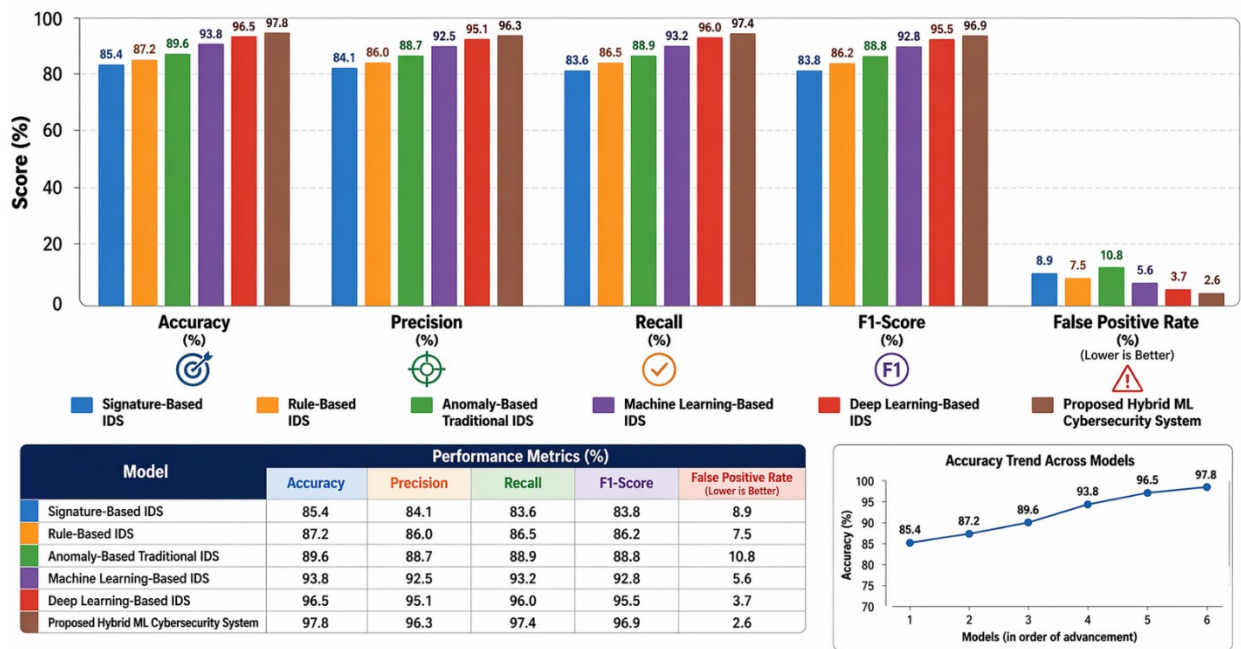 100
80
60
40
20
0
Score (%)
85.4 87.2 89.6 93.8 96.5 97.8
84.1 86.0 88.7 92.5 95.1 96.3
83.6 86.5 88.9 93.2 96.0 97.4
83.8 86.2 88.8 92.8 95.5 96.9
8.9 7.5 10.8 5.6 3.7 2.6
Accuracy
(%)
Precision
(%)
Recall
(%)
F1-Score
(%)
F1
False Positive Rate
(%)
(Lower is Better)
Signature-Based
IDS
Rule-Based
IDS
Anomaly-Based
Traditional IDS
Machine Learning-Based
IDS
Deep Learning-Based
IDS
Proposed Hybrid ML
Cybersecurity System
Model
Performance Metrics (%)
Accuracy Precision Recall F1-Score False Positive Rate
(Lower is Better)
Signature-Based IDS 85.4 84.1 83.6 83.8 8.9
Rule-Based IDS 87.2 86.0 86.5 86.2 7.5
Anomaly-Based Traditional IDS 89.6 88.7 88.9 88.8 10.8
Machine Learning-Based IDS 93.8 92.5 93.2 92.8 5.6
Deep Learning-Based IDS 96.5 95.1 96.0 95.5 3.7
Proposed Hybrid ML Cybersecurity System 97.8 96.3 97.4 96.9 2.6
Accuracy Trend Across Models
100
95
90
85
80
75
70
Accuracy (%)
85.4 87.2 89.6 93.8 96.5 97.8
1 2 3 4 5 6
Models (in order of advancement)